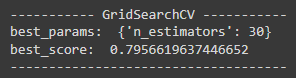 ------------ GridSearchCV ------------
best_params:  {'n_estimators': 30}
best_score:  0.7956619637446652
--------------------------------------